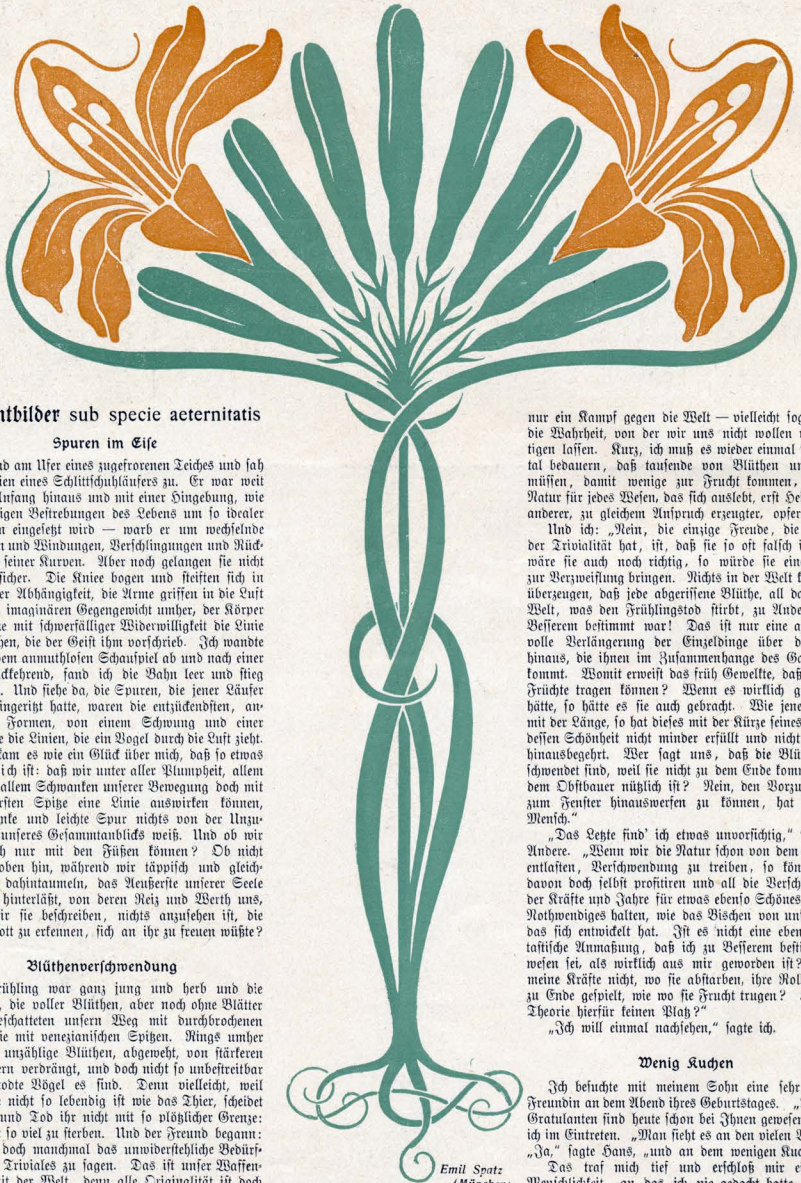 ntbilder sub specie aeternitatis
Spuren im Eise
nd am Ufer eines zugefrorenen Teiches und sah
ien eines Schlittschuhläufers zu. Er war weit
Anfang hinaus und mit einer Hingebung, wie
igen Bestrebungen des Lebens um so idealer
n eingesetzt wird — warb er um wechselnde
n und Windungen, Verschlingungen und Rück-
seiner Kurven. Aber noch gelangen sie nicht
sicher. Die Kniee bogen und steiften sich in
er Abhängigkeit, die Arme griffen in die Luft
imaginären Gegengewicht umher, der Körper
e mit schwerfälliger Widerwilligkeit die Linie
hen, die der Geist ihm vorschrieb. Ich wandte
em anmuthlosen Schauspiel ab und nach einer
ckkehrend, fand ich die Bahn leer und stieg
. Und siehe da, die Spuren, die jener Läufer
ingeritzt hatte, waren die entzückendsten, an-
Formen, von einem Schwung und einer
e die Linien, die ein Vogel durch die Luft zieht.
kam es wie ein Glück über mich, daß so etwas
ich ist: daß wir unter aller Plumpheit, allem
allem Schwanken unserer Bewegung doch mit
rsten Spitze eine Linie auswirken können,
nke und leichte Spur nichts von der Unzu-
unseres Gesammtanblicks weiß. Und ob wir
h nur mit den Füßen können? Ob nicht
oben hin, während wir täppisch und gleich-
dahintaumeln, das Aeußerste unserer Seele
hinterläßt, von deren Reiz und Werth uns,
ir sie beschreiben, nichts anzusehen ist, die
ott zu erkennen, sich an ihr zu freuen wüßte?
Blüthenverschwendung
rühling war ganz jung und herb und die
, die voller Blüthen, aber noch ohne Blätter
eschatteten unsern Weg mit durchbrochenen
ie mit venezianischen Spitzen. Rings umher
unzählige Blüthen, abgeweht, von stärkeren
ern verdrängt, und doch nicht so unbestreitbar
todte Vögel es sind. Denn vielleicht, weil
nicht so lebendig ist wie das Thier, scheidet
und Tod ihr nicht mit so plötzlicher Grenze:
so viel zu sterben. Und der Freund begann:
doch manchmal das unwiderstehliche Bedürf-
Triviales zu sagen. Das ist unser Waffen-
it der Welt, denn alle Originalität ist doch
nur ein Kampf gegen die Welt — vielleicht sog
die Wahrheit, von der wir uns nicht wollen
tigen lassen. Kurz, ich muß es wieder einmal
tal bedauern, daß tausende von Blüthen un
müssen, damit wenige zur Frucht kommen,
Natur für jedes Wesen, das sich auslebt, erst He
anderer, zu gleichem Anspruch erzeugter, opfer
Und ich: „Nein, die einzige Freude, die
der Trivialität hat, ist, daß sie so oft falsch i
wäre sie auch noch richtig, so würde sie ein
zur Verzweiflung bringen. Nichts in der Welt k
überzeugen, daß jede abgerissene Blüthe, all da
Welt, was den Frühlingstod stirbt, zu Ande
Besserem bestimmt war! Das ist nur eine a
volle Verlängerung der Einzeldinge über d
hinaus, die ihnen im Zusammenhange des Ga
kommt. Womit erweist das früh Gewelkte, daß
Früchte tragen können? Wenn es wirklich g
hätte, so hätte es sie auch gebracht. Wie jene
mit der Länge, so hat dieses mit der Kürze seines
dessen Schönheit nicht minder erfüllt und nicht
hinausbegehrt. Wer sagt uns, daß die Blü
schwendet sind, weil sie nicht zu dem Ende kom
dem Obstbauer nützlich ist? Nein, den Vorzu
zum Fenster hinauswerfen zu können, hat
Mensch.“
„Das Letzte find' ich etwas unvorsichtig,“
Andere. „Wenn wir die Natur schon von dem
entlasten, Verschwendung zu treiben, so kön
davon doch selbst profitiren und all die Versch
der Kräfte und Jahre für etwas ebenso Schönes
Nothwendiges halten, wie das Bischen von un
das sich entwickelt hat. Ist es nicht eine eben
tastische Anmaßung, daß ich zu Besserem besti
wesen sei, als wirklich aus mir geworden ist?
meine Kräfte nicht, wo sie abstarben, ihre Rol
zu Ende gespielt, wie wo sie Frucht trugen?
Theorie hierfür keinen Platz?“
„Ich will einmal nachsehen,“ sagte ich.
Wenig Kuchen
Ich besuchte mit meinem Sohn eine sehr
Freundin an dem Abend ihres Geburtstages. „
Gratulanten sind heute schon bei Ihnen gewesen
ich im Eintreten. „Man sieht es an den vielen
„Ja,“ sagte Hans, „und an dem wenigen Kuc
Das traf mich tief und erschloß mir e
Emil Spatz
(München)